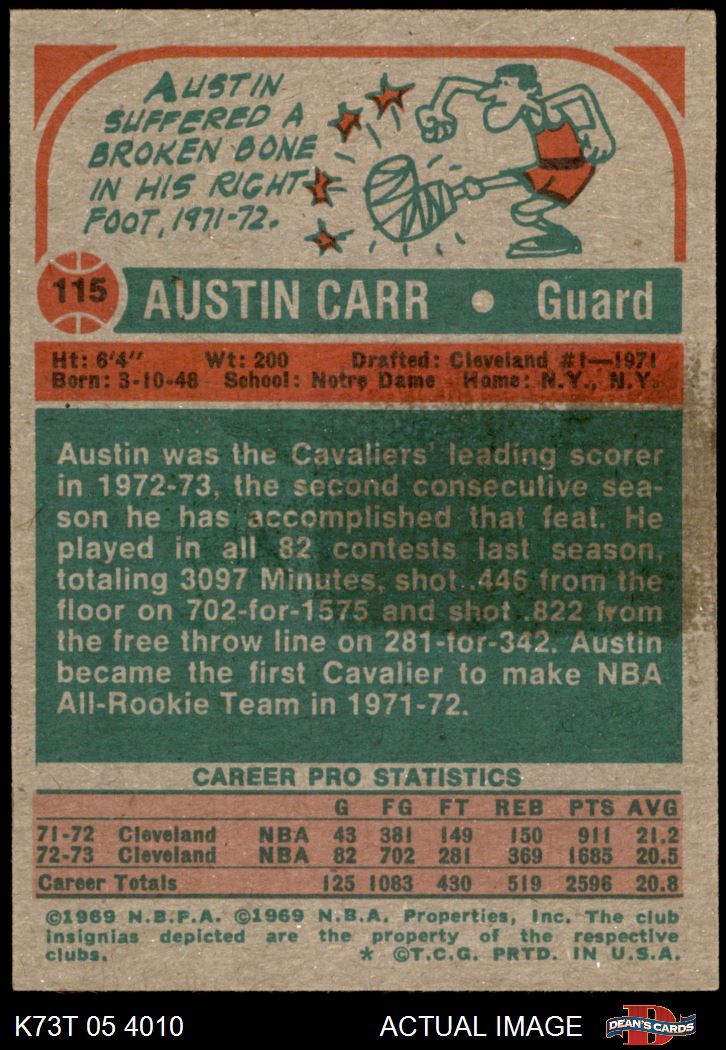 AUSTIN
SUFFERED A
BROKEN BONE
IN HIS RIGHT
FOOT, 1971-72.
115 AUSTIN CARR • Guard
Ht: 6'4" Wt: 200 Drafted: Cleveland #1—1971
Born: 3-10-48 School: Notre Dame Home: N.Y., N.Y.
Austin was the Cavaliers' leading scorer
in 1972-73, the second consecutive sea-
son he has accomplished that feat. He
played in all 82 contests last season,
totaling 3097 Minutes, shot .446 from the
floor on 702-for-1575 and shot .822 from
the free throw line on 281-for-342. Austin
became the first Cavalier to make NBA
All-Rookie Team in 1971-72.
CAREER PRO STATISTICS
G FG FT REB PTS AVG
71-72 Cleveland NBA 43 381 149 150 911 21.2
72-73 Cleveland NBA 82 702 281 369 1685 20.5
Career Totals 125 1083 430 519 2596 20.8
©1969 N.B.P.A. ©1969 N.B.A. Properties, Inc. The club
insignias depicted are the property of the respective
clubs. * ©T.C.G. PRTD. IN U.S.A.
K73T 05 4010 ACTUAL IMAGE DEAN'S CARDS